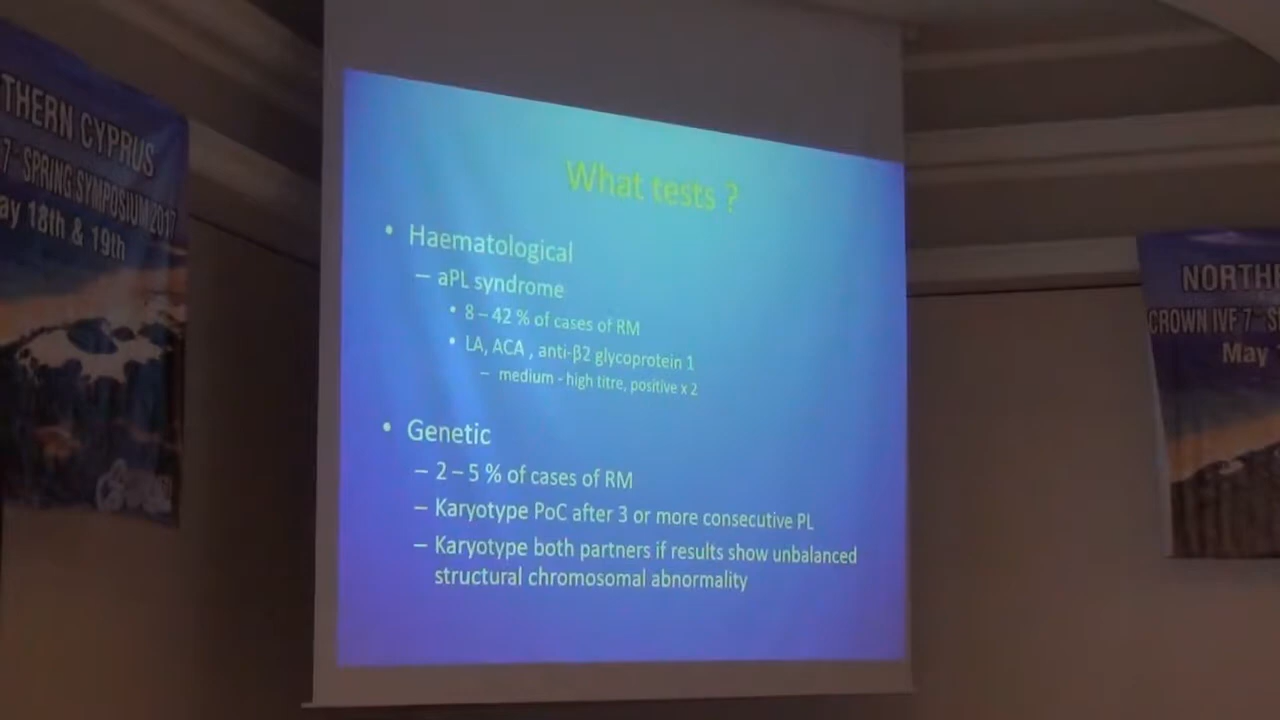 THERN CYPRUS
7TH SPRING SYMPOSIUM 2017
ay 18th & 19th
What tests ?
• Haematological
– aPL syndrome
• 8 – 42 % of cases of RM
• LA, ACA , anti-β2 glycoprotein 1
– medium - high titre, positive x 2
• Genetic
– 2 – 5 % of cases of RM
– Karyotype PoC after 3 or more consecutive PL
– Karyotype both partners if results show unbalanced
structural chromosomal abnormality
NORTHE
CROWN IVF 7TH S
May 1